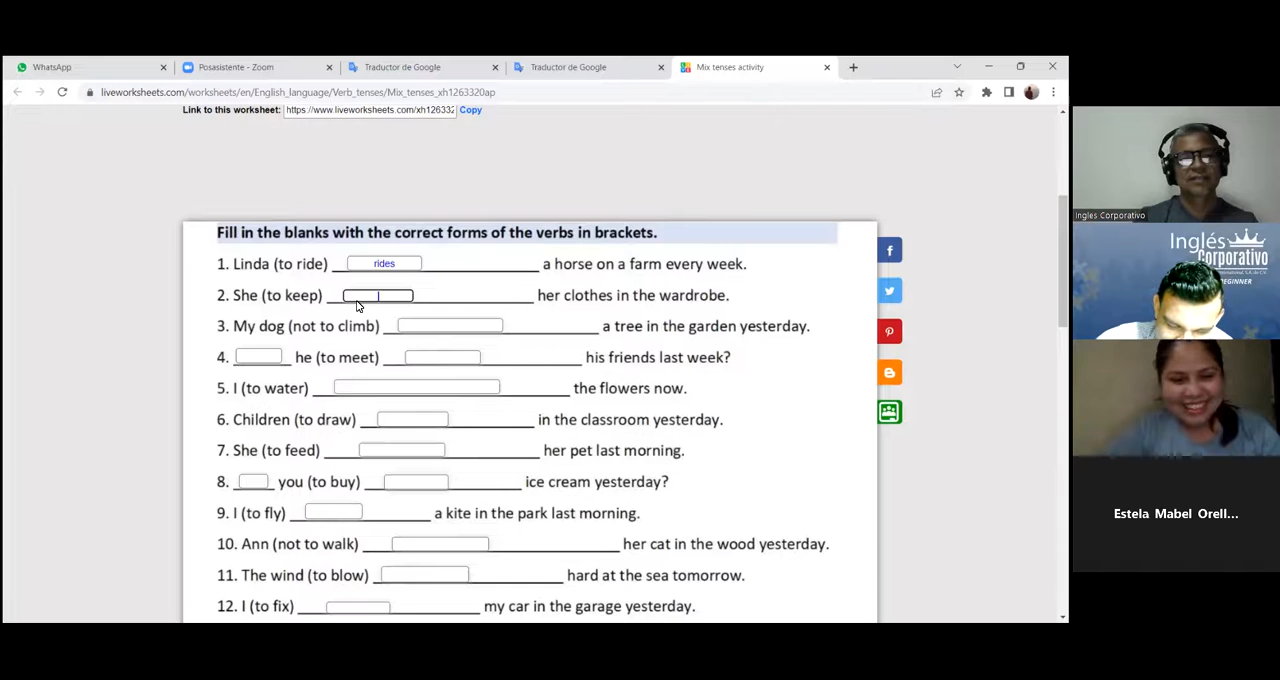 WhatsApp
Posasistente - Zoom
Traductor de Google
Traductor de Google
Mix tenses activity
liveworksheets.com/worksheets/en/English_language/Verb_tenses/Mix_tenses_xh1263320ap
Link to this worksheet: https://www.liveworksheets.com/xh126332 Copy
Fill in the blanks with the correct forms of the verbs in brackets.
1. Linda (to ride) rides a horse on a farm every week.
2. She (to keep) her clothes in the wardrobe.
3. My dog (not to climb) a tree in the garden yesterday.
4. he (to meet) his friends last week?
5. I (to water) the flowers now.
6. Children (to draw) in the classroom yesterday.
7. She (to feed) her pet last morning.
8. you (to buy) ice cream yesterday?
9. I (to fly) a kite in the park last morning.
10. Ann (not to walk) her cat in the wood yesterday.
11. The wind (to blow) hard at the sea tomorrow.
12. I (to fix) my car in the garage yesterday.
Ingles Corporativo
Inglés
Corporativo
International S.A. de C.V.
BEGINNER
Estela Mabel Orell...